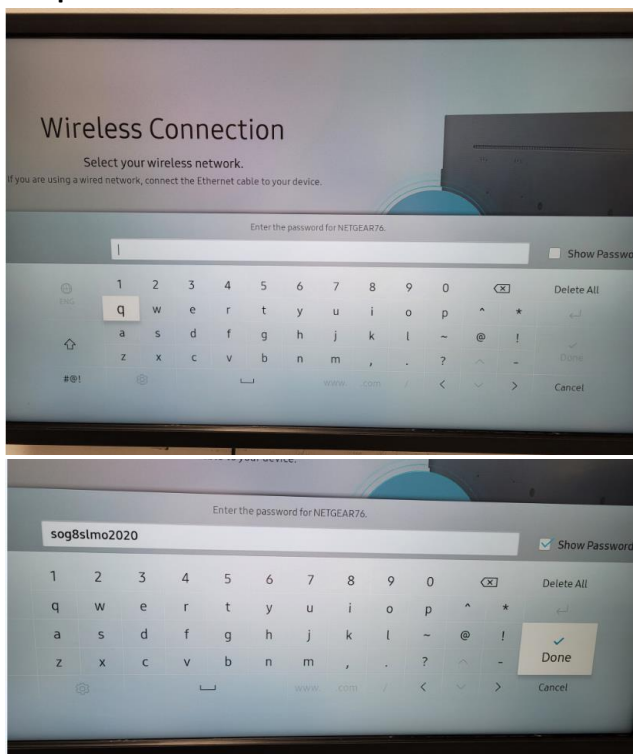 Wireless Connection
Select your wireless network.
If you are using a wired network, connect the Ethernet cable to your device.
Enter the password for NETGEAR76.
Show Passwo
1 2 3 4 5 6 7 8 9 0 Delete All
ENG
q w e r t y u i o p ^ *
a s d f g h j k l ~ @ !
z x c v b n m , . ? ^ - Done
#@! www .com / < > Cancel
Enter the password for NETGEAR76.
sog8slmo2020
Show Password
1 2 3 4 5 6 7 8 9 0 Delete All
q w e r t y u i o p ^ *
a s d f g h j k l ~ @ !
z x c v b n m , . ? - Done
www .com / < > Cancel